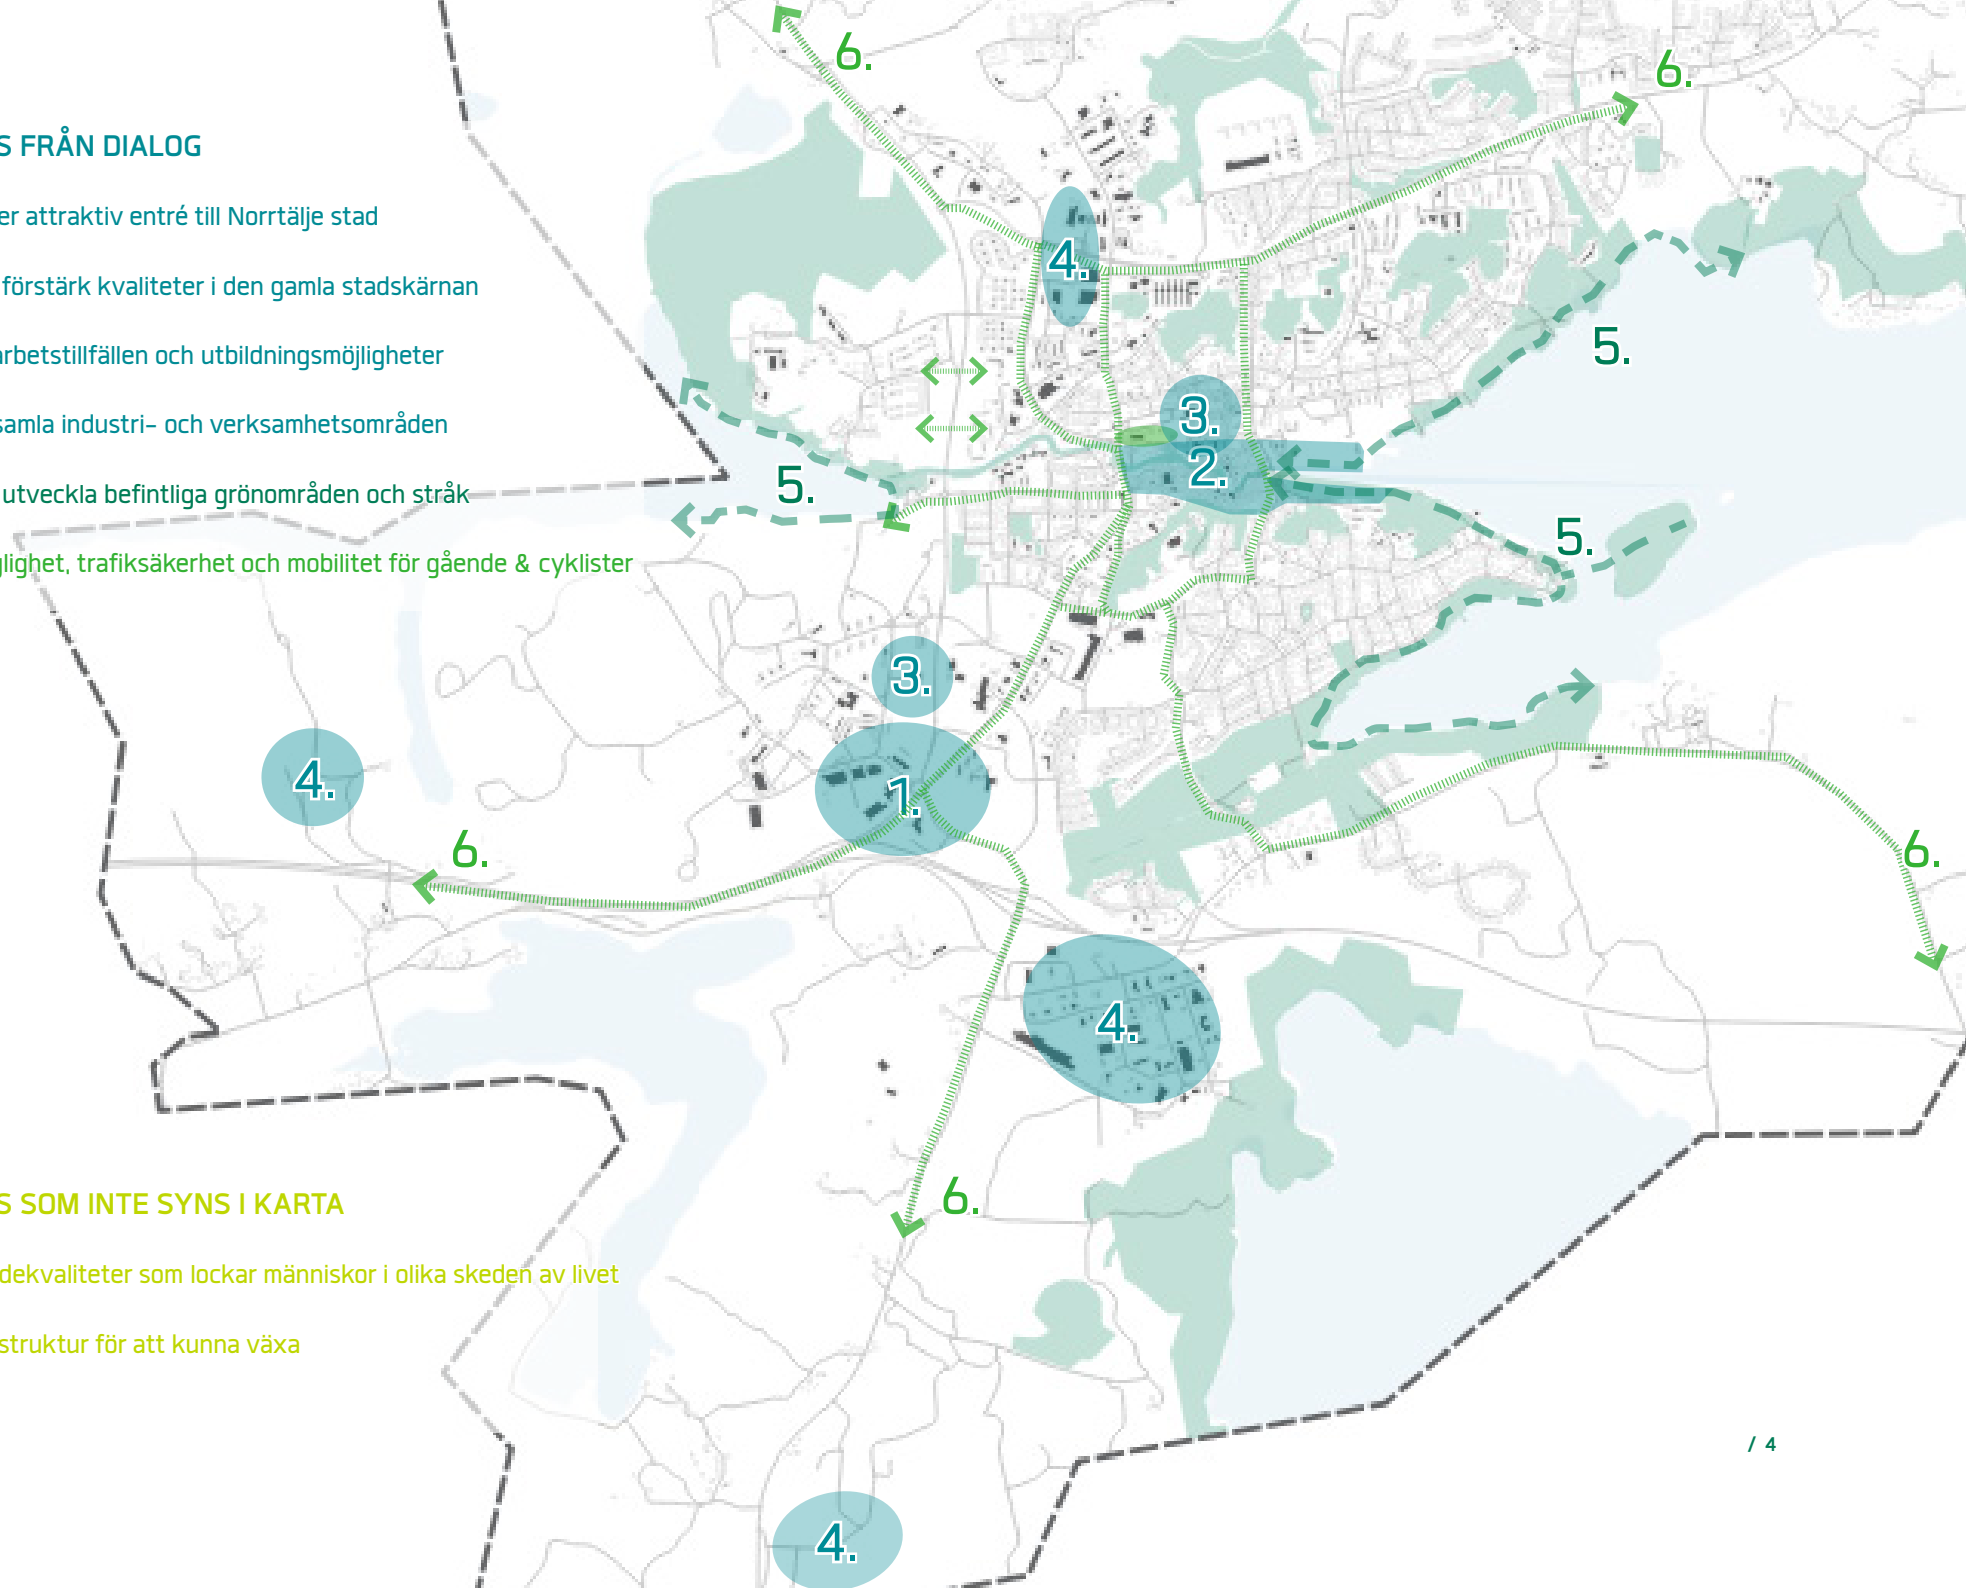 S FRÅN DIALOG
er attraktiv entré till Norrtälje stad
förstärk kvaliteter i den gamla stadskärnan
arbetstillfällen och utbildningsmöjligheter
samla industri- och verksamhetsområden
utveckla befintliga grönområden och stråk
glighet, trafiksäkerhet och mobilitet för gående & cyklister
6.
6.
4.
5.
3.
2.
5.
5.
3.
4.
1.
6.
6.
4.
6.
S SOM INTE SYNS I KARTA
dekvaliteter som lockar människor i olika skeden av livet
struktur för att kunna växa
/ 4
4.